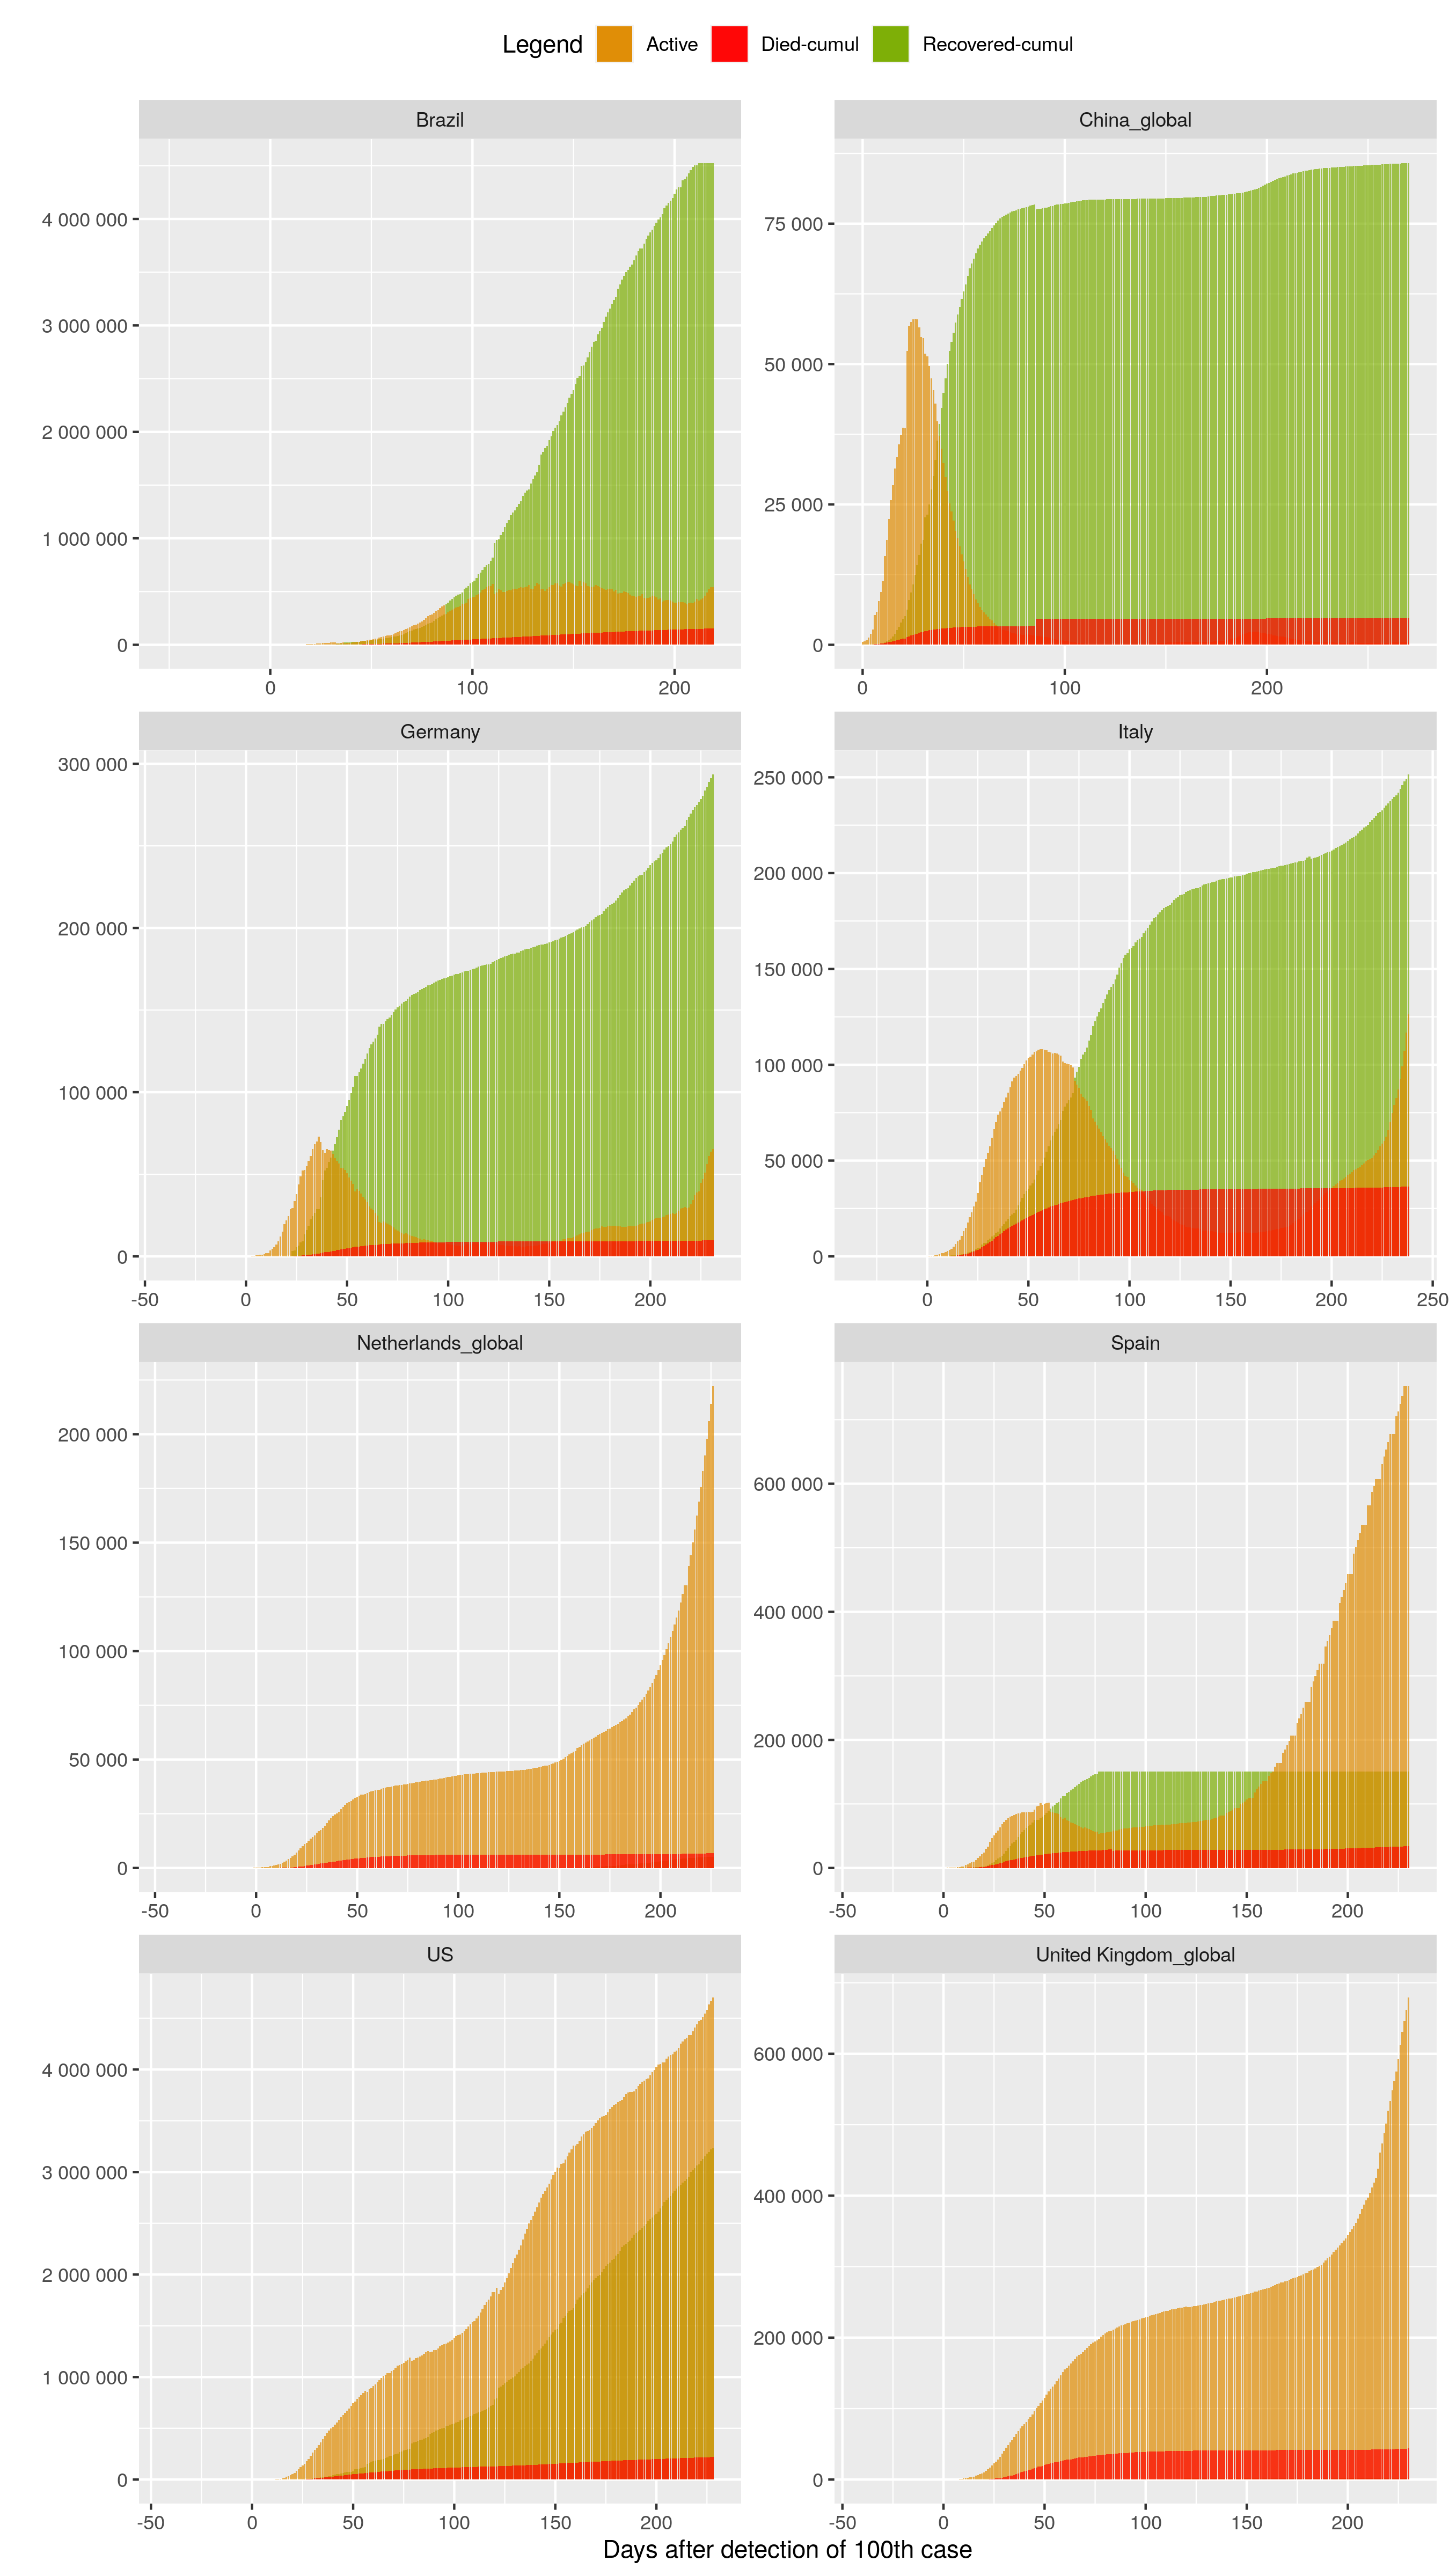 Legend Active Died-cumul Recovered-cumul
Brazil China_global
4 000 000
3 000 000
2 000 000
1 000 000
0
0 100 200
75 000
50 000
25 000
0
0 100 200
Germany Italy
300 000
200 000
100 000
0
-50 0 50 100 150 200
250 000
200 000
150 000
100 000
50 000
0
0 50 100 150 200 250
Netherlands_global Spain
200 000
150 000
100 000
50 000
0
-50 0 50 100 150 200
600 000
400 000
200 000
0
-50 0 50 100 150 200
US United Kingdom_global
4 000 000
3 000 000
2 000 000
1 000 000
0
-50 0 50 100 150 200
600 000
400 000
200 000
0
-50 0 50 100 150 200
Days after detection of 100th case